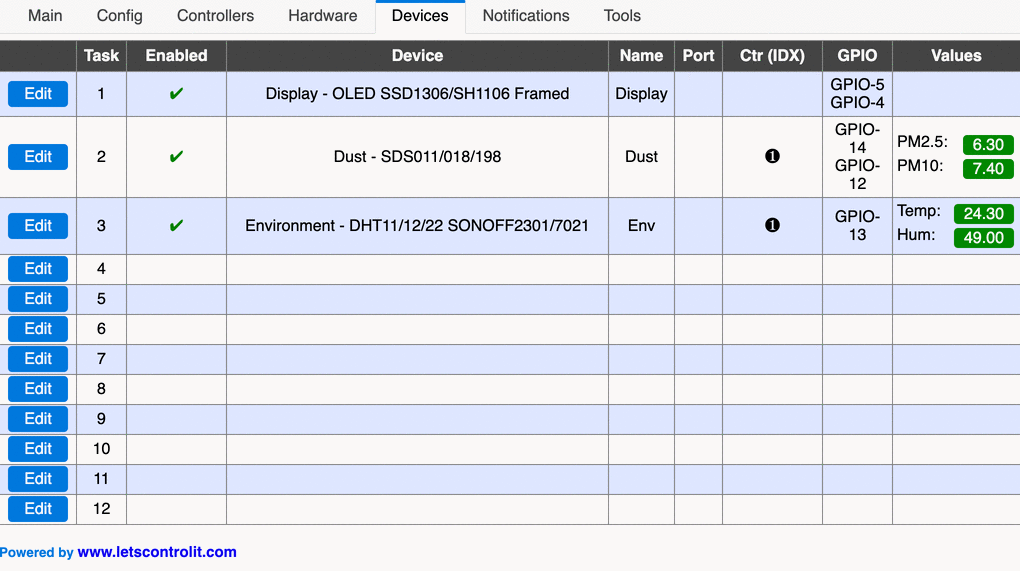 Main Config Controllers Hardware Devices Notifications Tools
Task Enabled Device Name Port Ctr (IDX) GPIO Values
Edit 1 ✔ Display - OLED SSD1306/SH1106 Framed Display GPIO-5
GPIO-4
Edit 2 ✔ Dust - SDS011/018/198 Dust ❶ GPIO-
14
GPIO-
12
PM2.5: 6.30
PM10: 7.40
Edit 3 ✔ Environment - DHT11/12/22 SONOFF2301/7021 Env ❶ GPIO-
13
Temp: 24.30
Hum: 49.00
Edit 4
Edit 5
Edit 6
Edit 7
Edit 8
Edit 9
Edit 10
Edit 11
Edit 12
Powered by www.letscontrolit.com